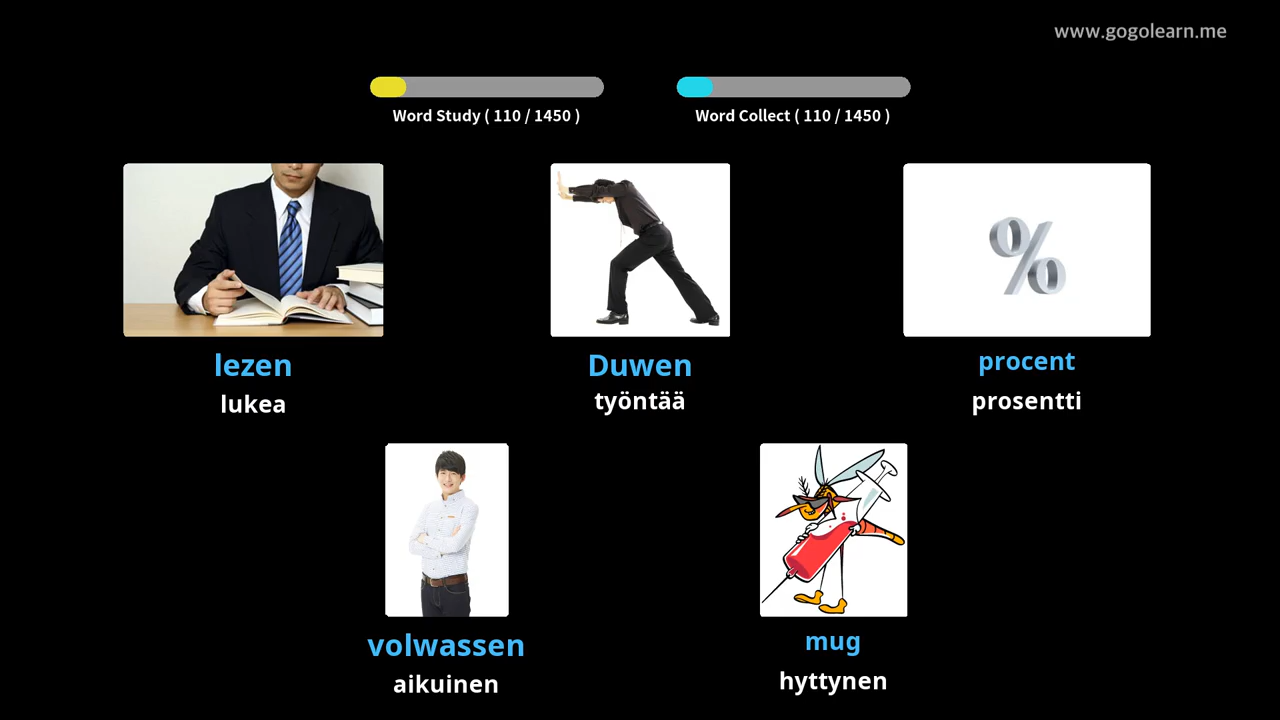 www.gogolearn.me
Word Study ( 110 / 1450 )
Word Collect ( 110 / 1450 )
%
lezen
lukea
Duwen
työntää
procent
prosentti
volwassen
aikuinen
mug
hyttynen